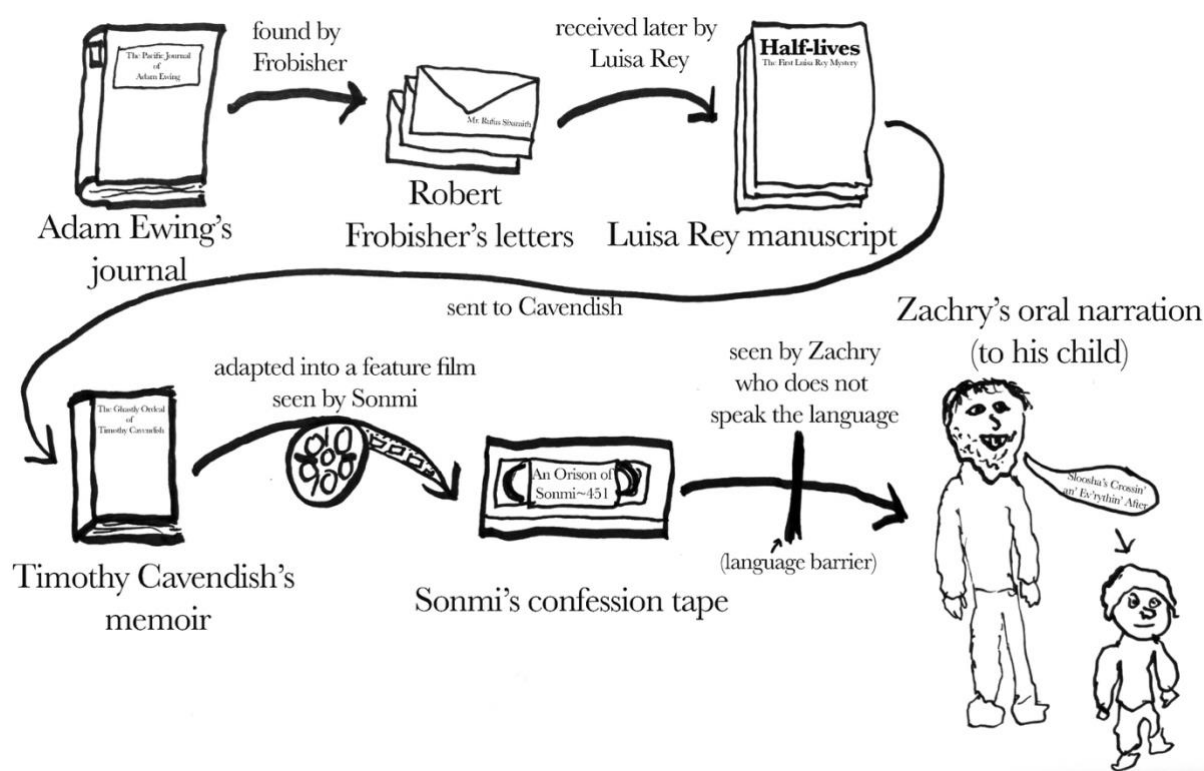 The Pacific Journal
of
Adam Ewing
found by
Frobisher
Mr. Rufus Sixsmith
received later by
Luisa Rey
Half-lives
The First Luisa Rey Mystery
Adam Ewing's
journal
Robert
Frobisher's letters
Luisa Rey manuscript
sent to Cavendish
The Ghastly Ordeal
of
Timothy Cavendish
adapted into a feature film
seen by Sonmi
An Orison of
Sonmi~451
seen by Zachry
who does not
speak the language
(language barrier)
Zachry's oral narration
(to his child)
Sloosha's Crossin'
an' Ev'rythin' After
Timothy Cavendish's
memoir
Sonmi's confession tape